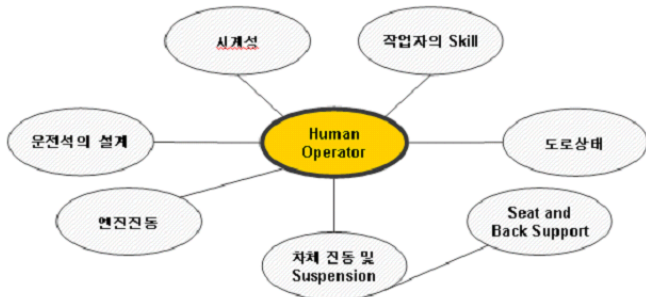 시계성
작업자의 Skill
운전석의 설계
Human
Operator
도로상태
엔진진동
Seat and
Back Support
차체 진동 및
Suspension